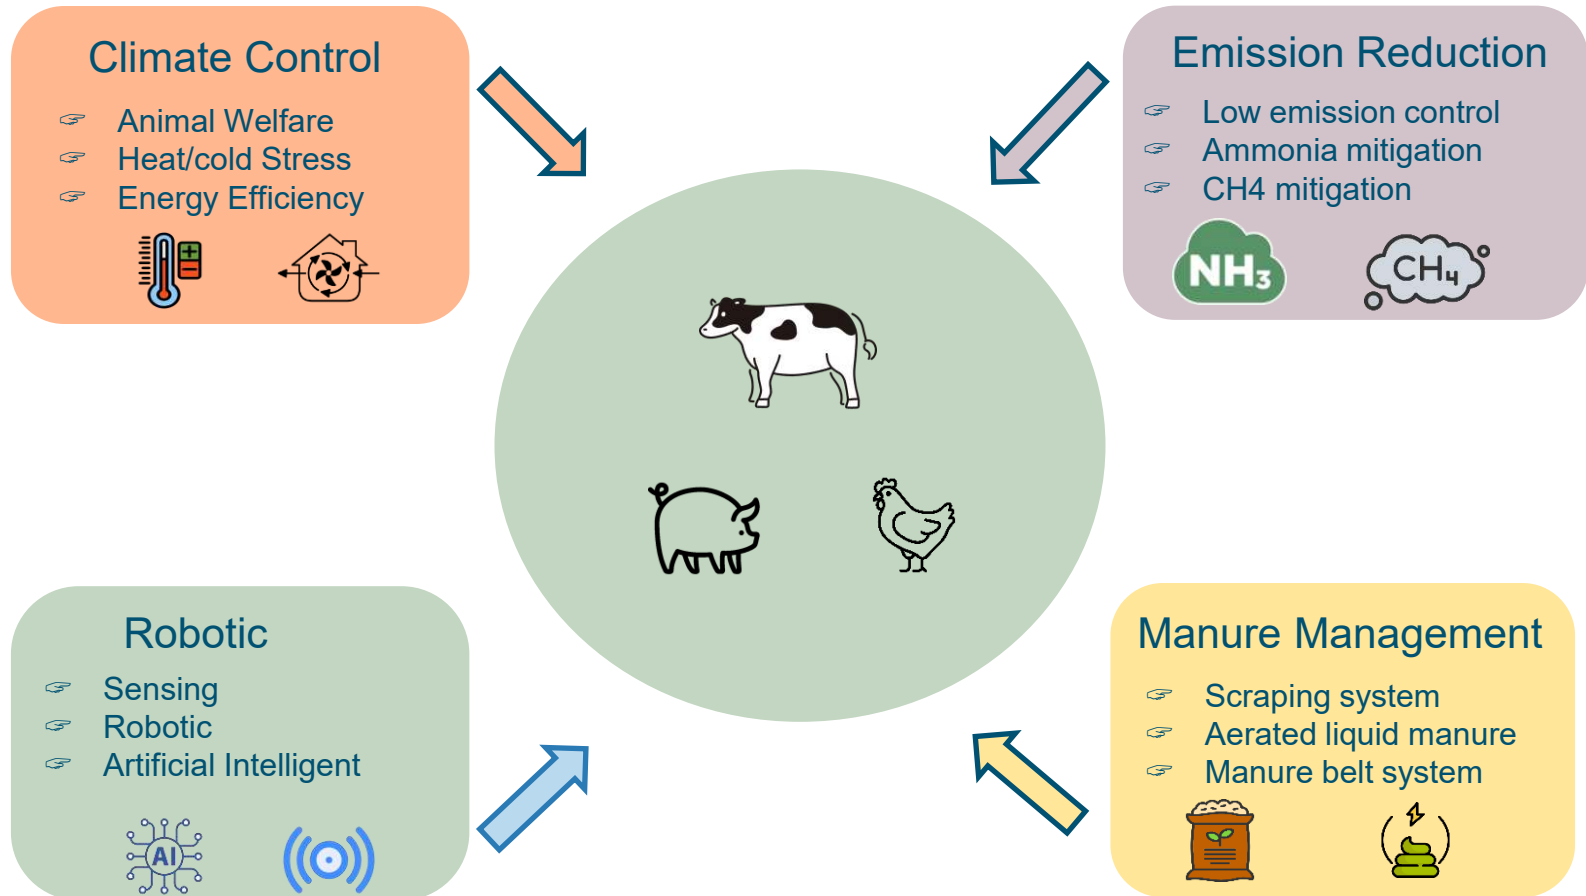 Climate Control
☞ Animal Welfare
☞ Heat/cold Stress
☞ Energy Efficiency
Emission Reduction
☞ Low emission control
☞ Ammonia mitigation
☞ CH4 mitigation
NH₃
CH₄
Robotic
☞ Sensing
☞ Robotic
☞ Artificial Intelligent
AI
Manure Management
☞ Scraping system
☞ Aerated liquid manure
☞ Manure belt system